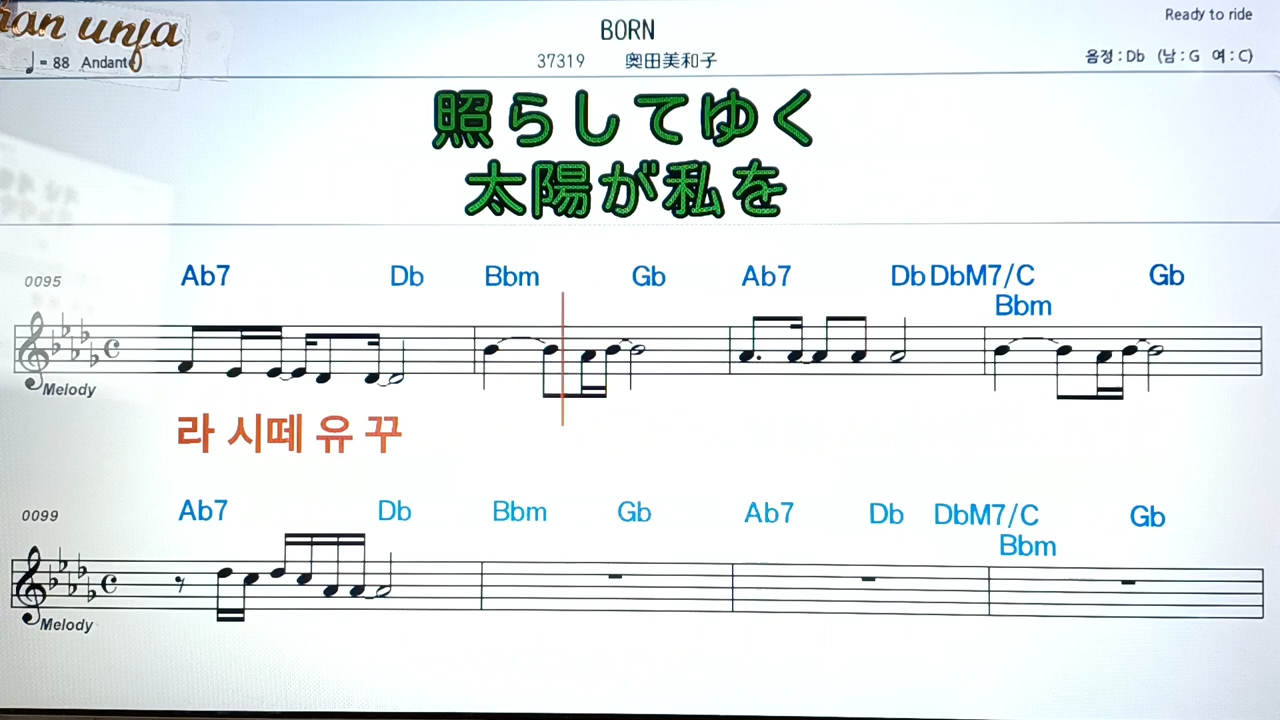 BORN
Ready to ride
37319 奥田美和子
음정 : Db (남 : G 여 : C)
♩ = 88 Andante
照らしてゆく
太陽が私を
0095 Ab7 Db Bbm Gb Ab7 Db DbM7/C Gb
Bbm
Melody
라 시떼 유 꾸
0099 Ab7 Db Bbm Gb Ab7 Db DbM7/C Gb
Bbm
Melody